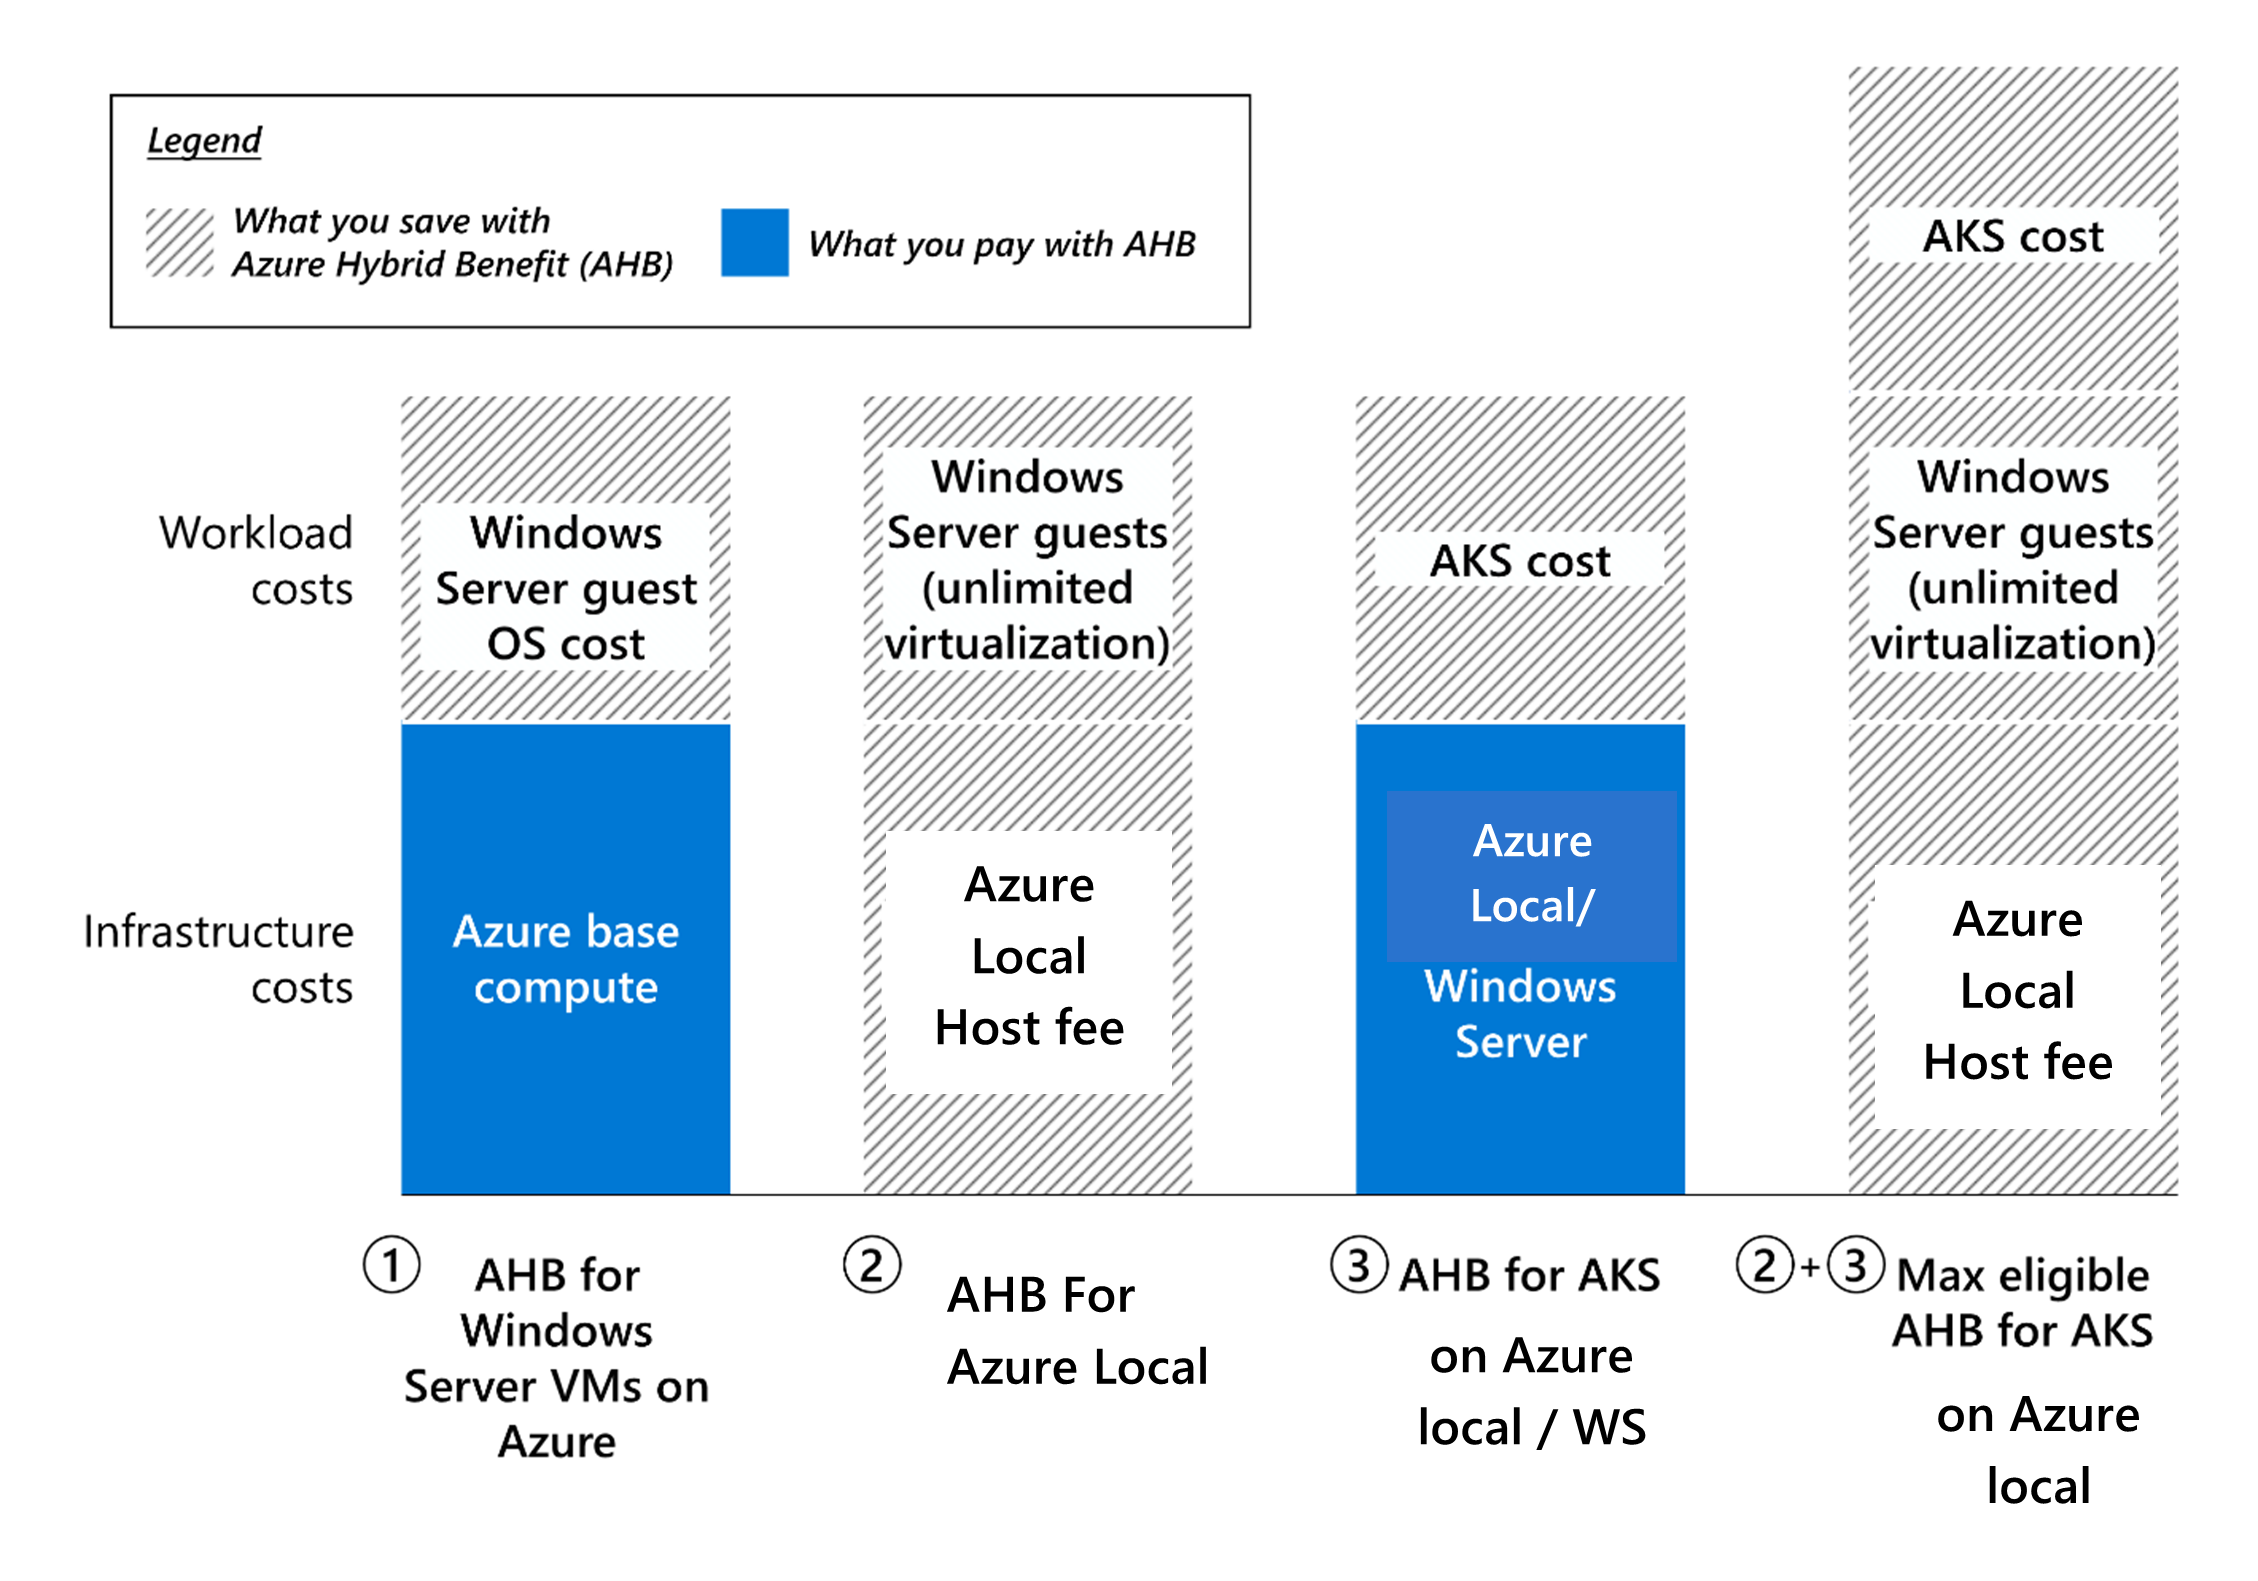 Legend
What you save with
Azure Hybrid Benefit (AHB)
What you pay with AHB
Workload
costs
Infrastructure
costs
Windows
Server guest
OS cost
Azure base
compute
Windows
Server guests
(unlimited
virtualization)
Azure
Local
Host fee
AKS cost
Azure
Local/
Windows
Server
AKS cost
Windows
Server guests
(unlimited
virtualization)
Azure
Local
Host fee
1
AHB for
Windows
Server VMs on
Azure
2
AHB For
Azure Local
3 AHB for AKS
on Azure
local / WS
2+3 Max eligible
AHB for AKS
on Azure
local